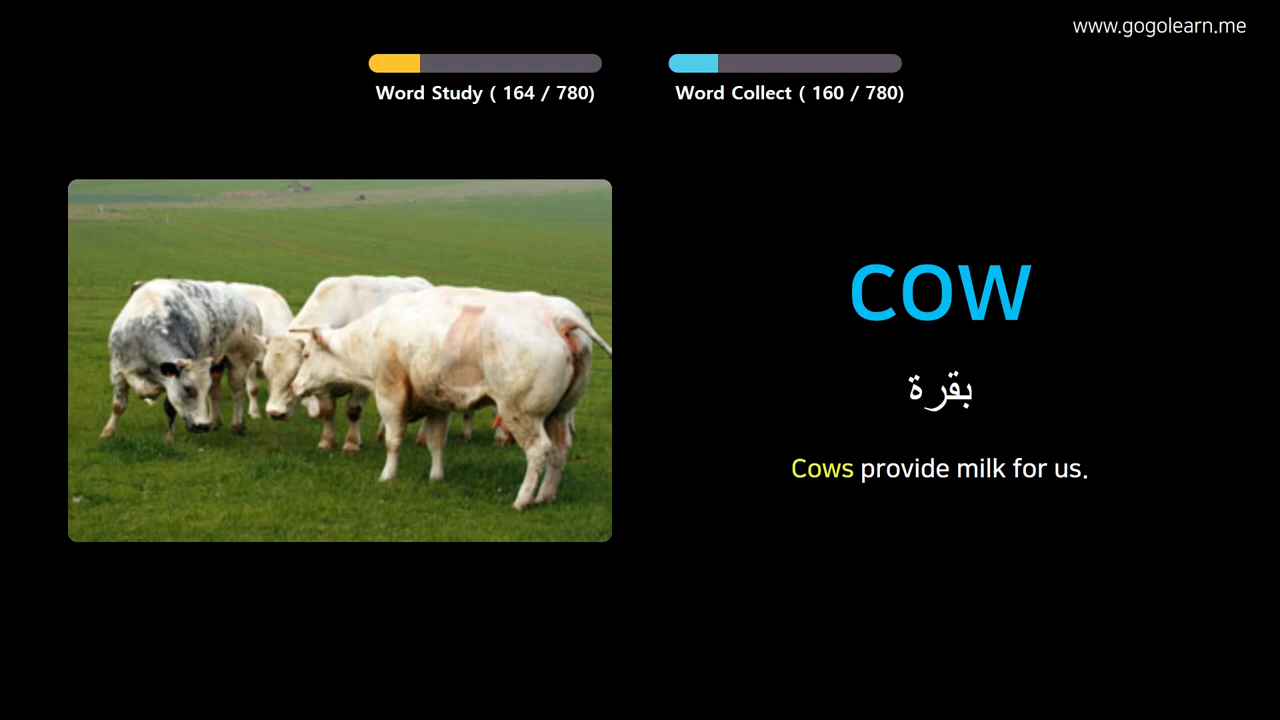 www.gogolearn.me
Word Study ( 164 / 780)
Word Collect ( 160 / 780)
cow
بقرة
Cows provide milk for us.